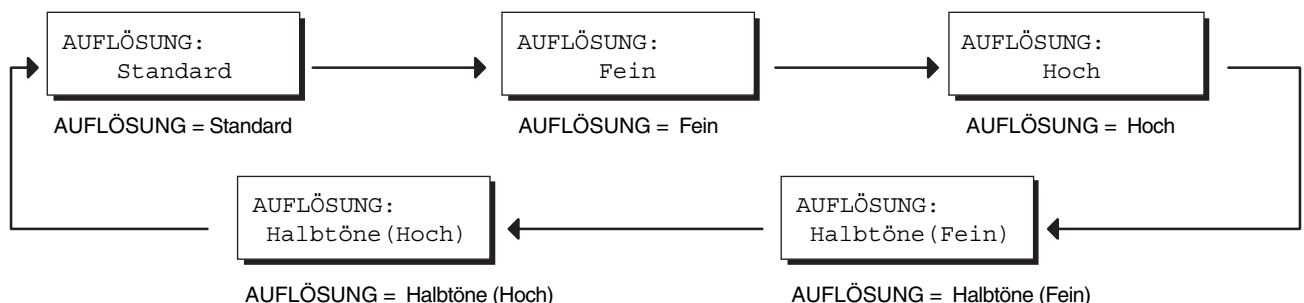 AUFLÖSUNG:
Standard
AUFLÖSUNG = Standard
AUFLÖSUNG:
Fein
AUFLÖSUNG = Fein
AUFLÖSUNG:
Hoch
AUFLÖSUNG = Hoch
AUFLÖSUNG:
Halbtöne(Fein)
AUFLÖSUNG = Halbtöne (Fein)
AUFLÖSUNG:
Halbtöne(Hoch)
AUFLÖSUNG = Halbtöne (Hoch)